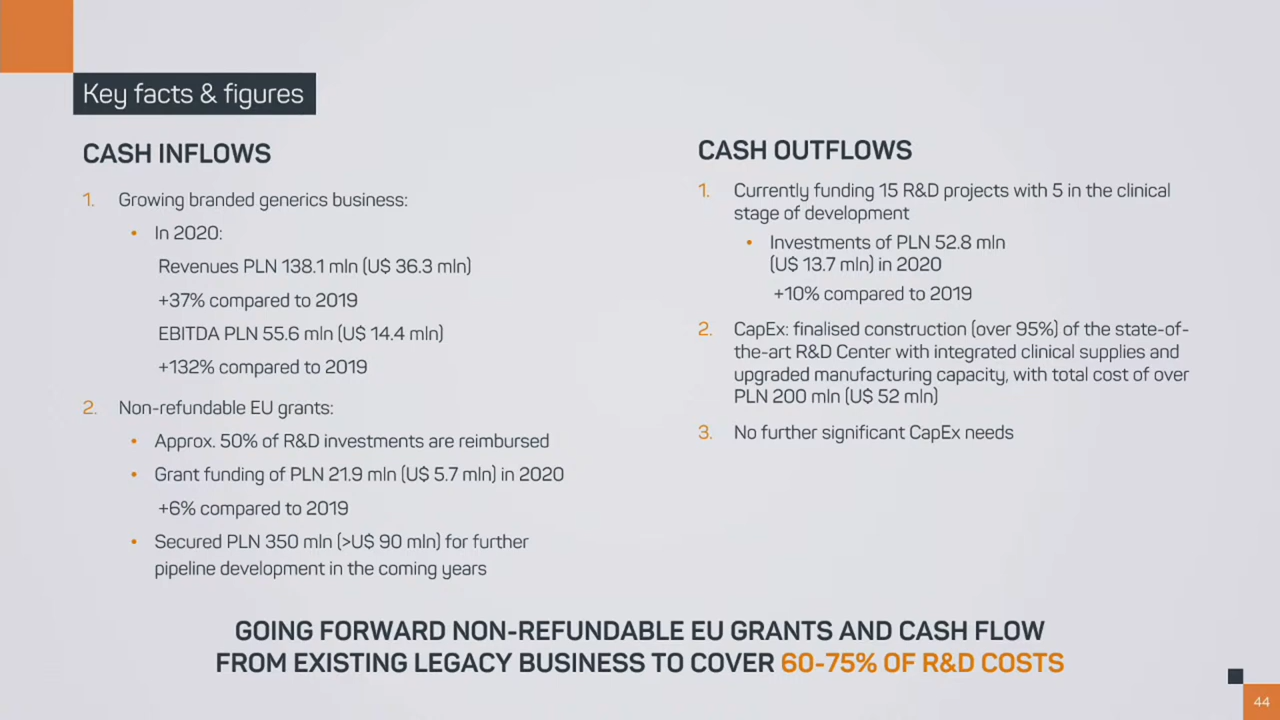 Key facts & figures
CASH INFLOWS
1. Growing branded generics business:
• In 2020:
Revenues PLN 138.1 mln (U$ 36.3 mln)
+37% compared to 2019
EBITDA PLN 55.6 mln (U$ 14.4 mln)
+132% compared to 2019
2. Non-refundable EU grants:
• Approx. 50% of R&D investments are reimbursed
• Grant funding of PLN 21.9 mln (U$ 5.7 mln) in 2020
+6% compared to 2019
• Secured PLN 350 mln (>U$ 90 mln) for further
pipeline development in the coming years
CASH OUTFLOWS
1. Currently funding 15 R&D projects with 5 in the clinical
stage of development
• Investments of PLN 52.8 mln
(U$ 13.7 mln) in 2020
+10% compared to 2019
2. CapEx: finalised construction (over 95%) of the state-of-
the-art R&D Center with integrated clinical supplies and
upgraded manufacturing capacity, with total cost of over
PLN 200 mln (U$ 52 mln)
3. No further significant CapEx needs
GOING FORWARD NON-REFUNDABLE EU GRANTS AND CASH FLOW
FROM EXISTING LEGACY BUSINESS TO COVER 60-75% OF R&D COSTS
44